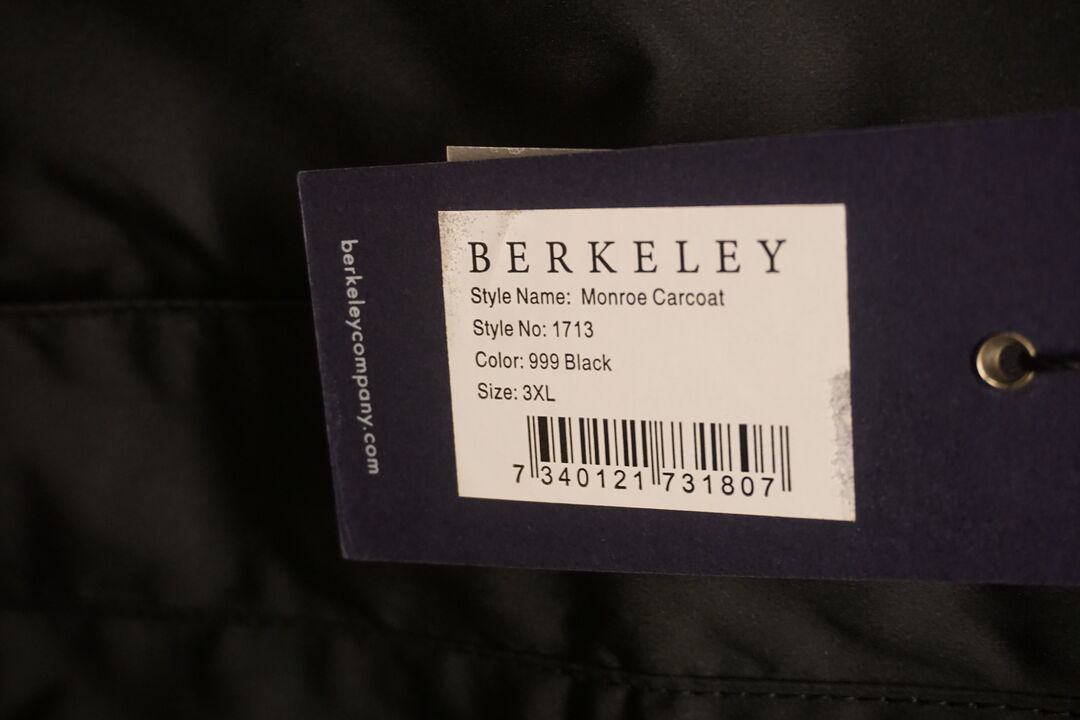 berkeleycompany.com
BERKELEY
Style Name: Monroe Carcoat
Style No: 1713
Color: 999 Black
Size: 3XL
7 340121 731807